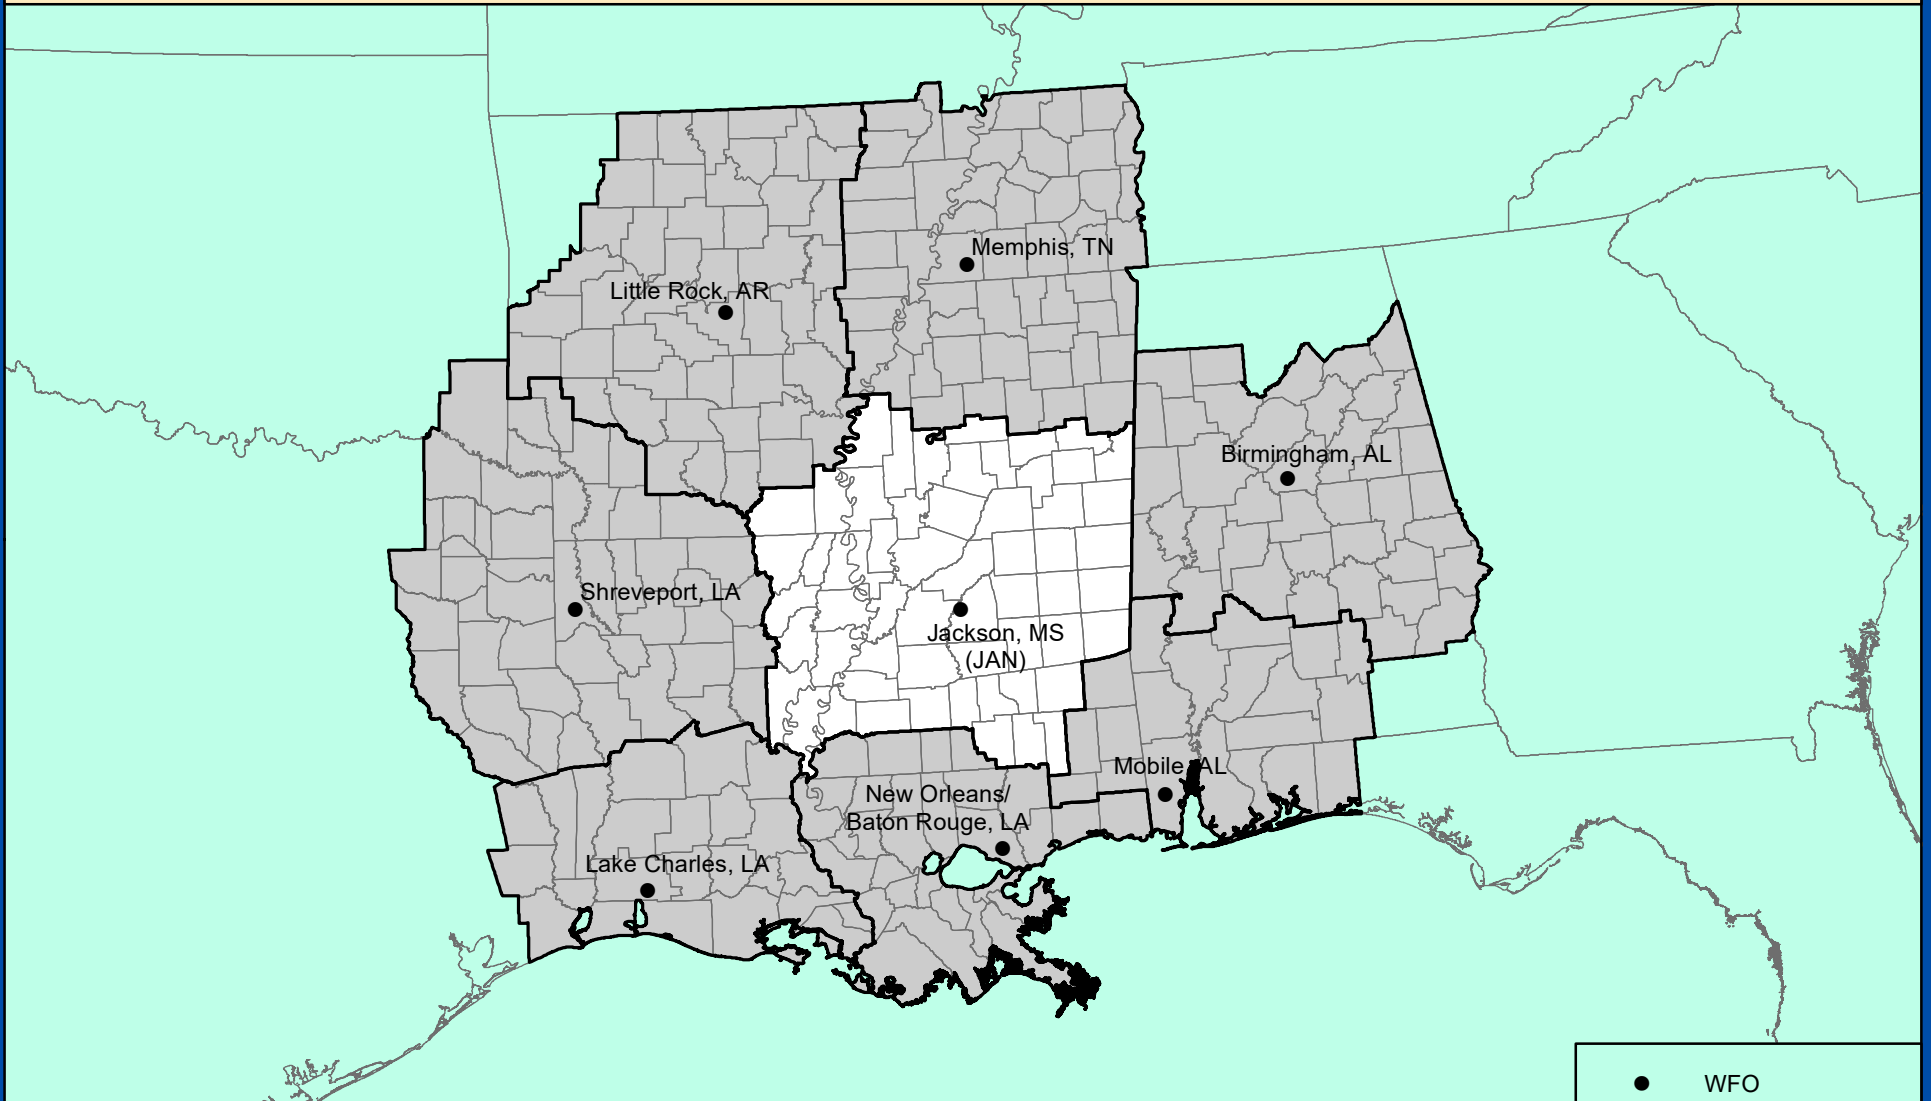 Memphis, TN
Little Rock, AR
Birmingham, AL
Shreveport, LA
Jackson, MS
(JAN)
Mobile, AL
New Orleans/
Baton Rouge, LA
Lake Charles, LA
WFO